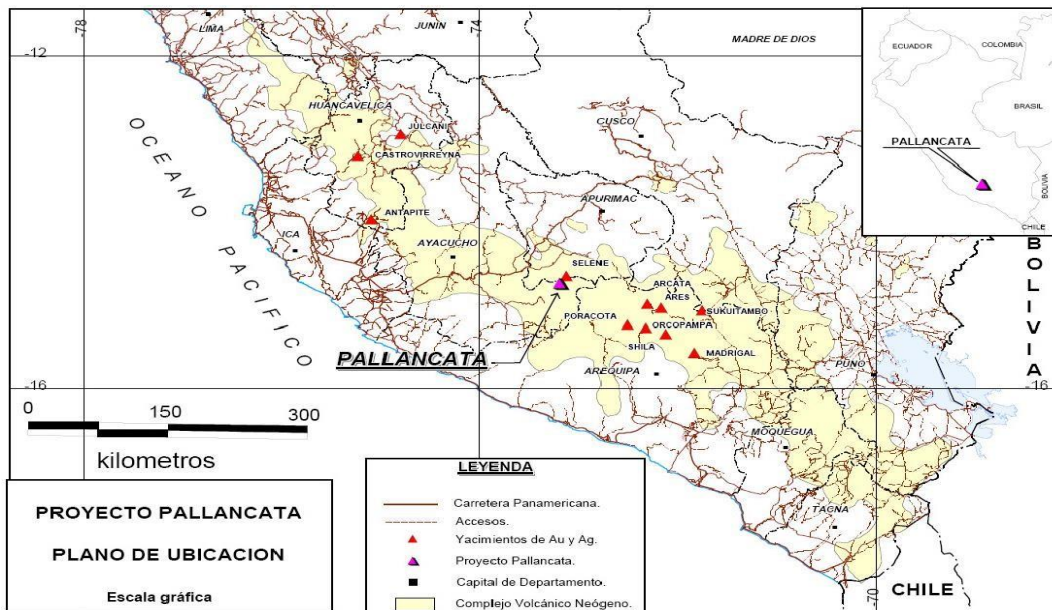 -78
-74
-12
LIMA
JUNIN
MADRE DE DIOS
ECUADOR
COLOMBIA
BRASIL
PALLANCATA
BOLIVIA
CHILE
HUANCAVELICA
JULCANI
CUSCO
CASTROVIRREYNA
OCEANO PACIFICO
ANTAPITE
ICA
AYACUCHO
APURIMAC
SELENE
ARCATA
ARES
SUKUITAMBO
PORACOTA
ORCOPAMPA
SHILA
MADRIGAL
PALLANCATA
AREQUIPA
PUNO
BOLIVIA
-16
-16
0 150 300
kilometros
MOQUEGUA
TACNA
CHILE
-70
PROYECTO PALLANCATA
PLANO DE UBICACION
Escala gráfica
LEYENDA
Carretera Panamericana.
Accesos.
Yacimientos de Au y Ag.
Proyecto Pallancata.
Capital de Departamento.
Complejo Volcánico Neógeno.